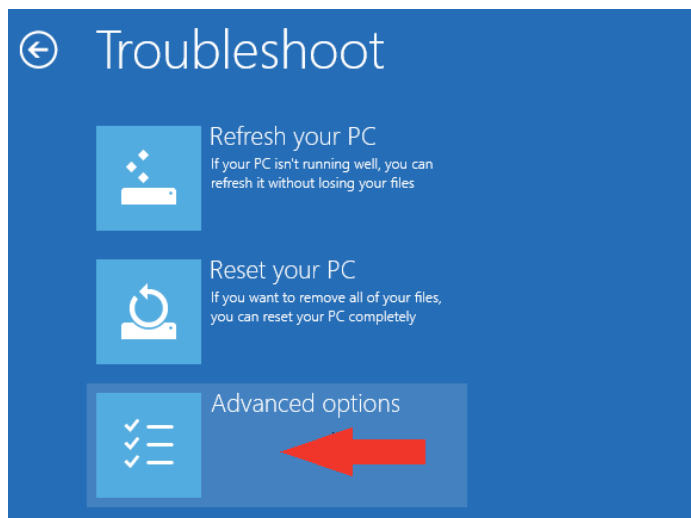 Troubleshoot
Refresh your PC
If your PC isn't running well, you can
refresh it without losing your files
Reset your PC
If you want to remove all of your files,
you can reset your PC completely
Advanced options